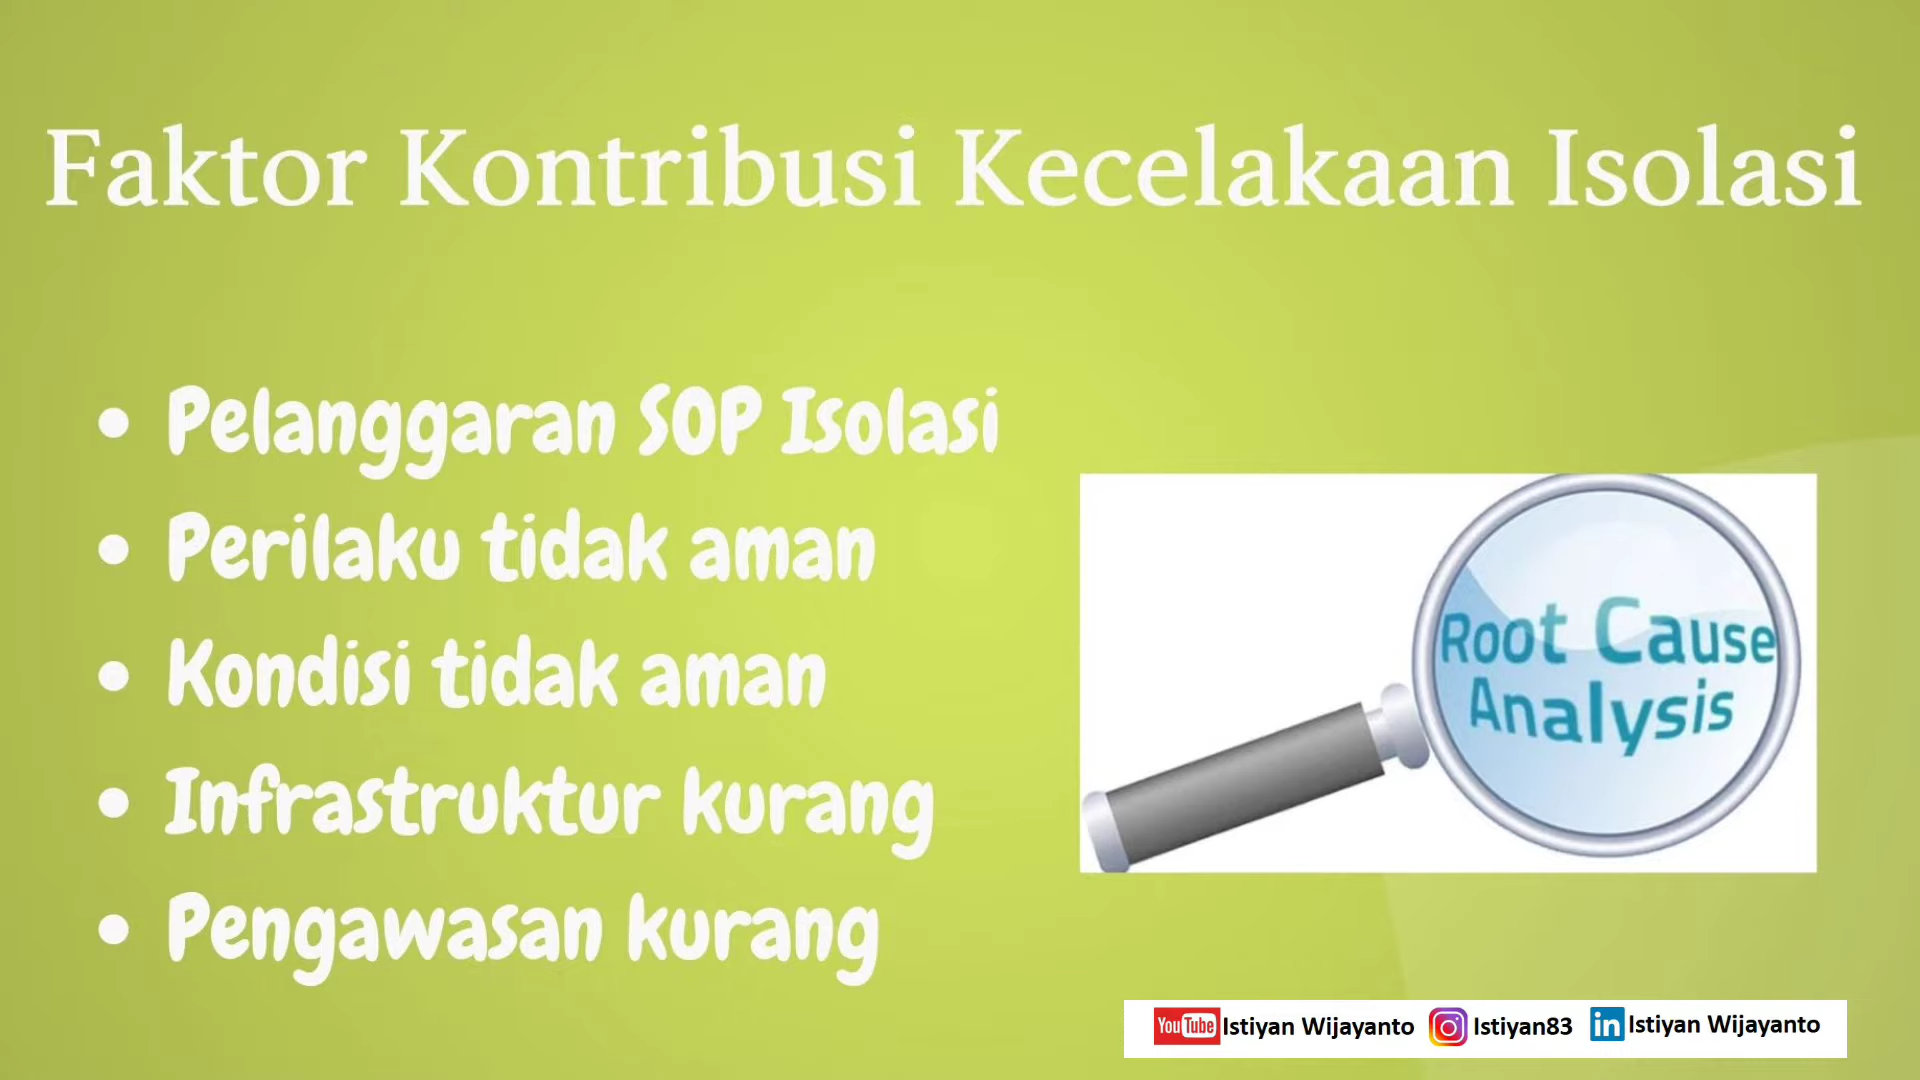 Faktor Kontribusi Kecelakaan Isolasi
• Pelanggaran SOP Isolasi
• Perilaku tidak aman
• Kondisi tidak aman
• Infrastruktur kurang
• Pengawasan kurang
Root Cause
Analysis
YouTube Istiyan Wijayanto Istiyan83 in Istiyan Wijayanto